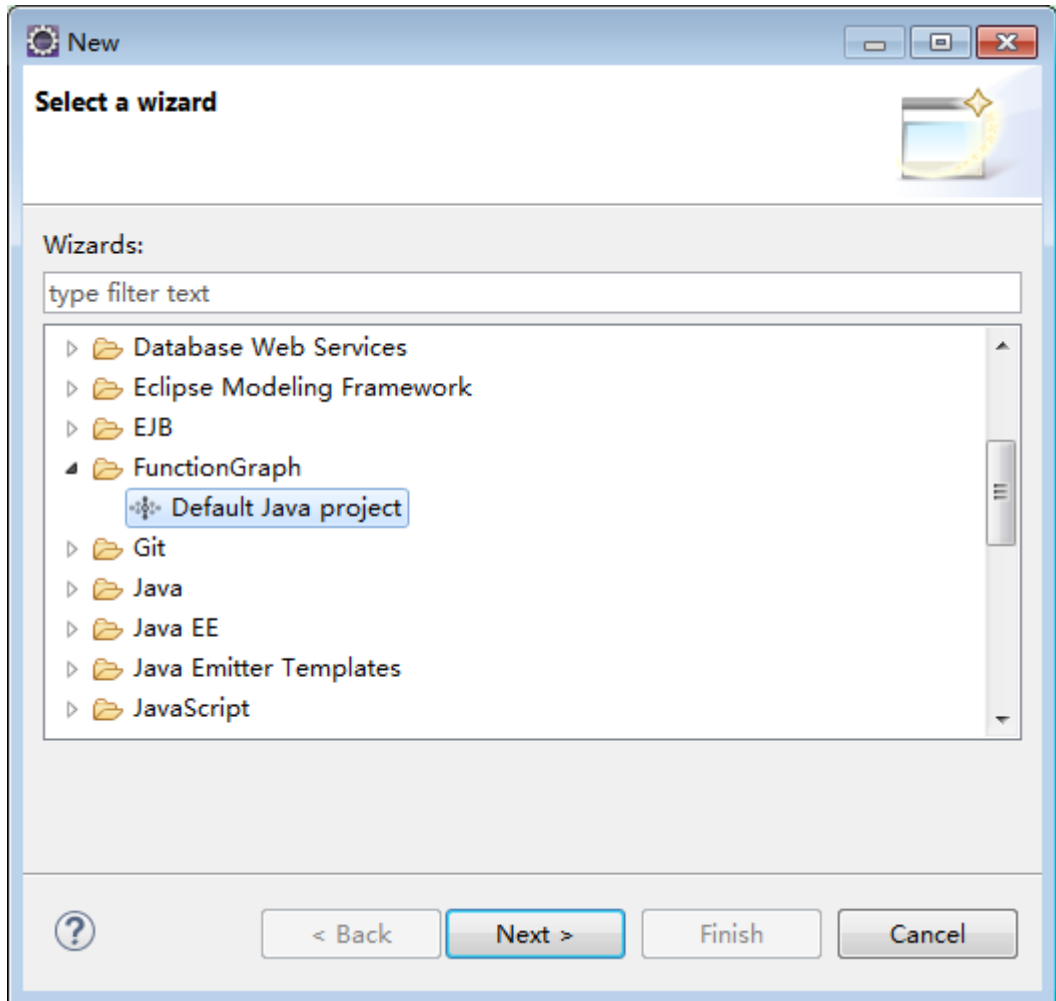 New
Select a wizard
Wizards:
type filter text
Database Web Services
Eclipse Modeling Framework
EJB
FunctionGraph
Default Java project
Git
Java
Java EE
Java Emitter Templates
JavaScript
? < Back Next > Finish Cancel